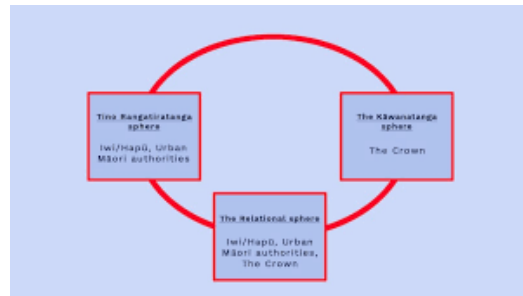 Tino Rangatiratanga
sphere
Iwi/Hapū, Urban
Māori authorities
The Kāwanatanga
sphere
The Crown
The Relational sphere
Iwi/Hapū, Urban
Māori authorities,
The Crown